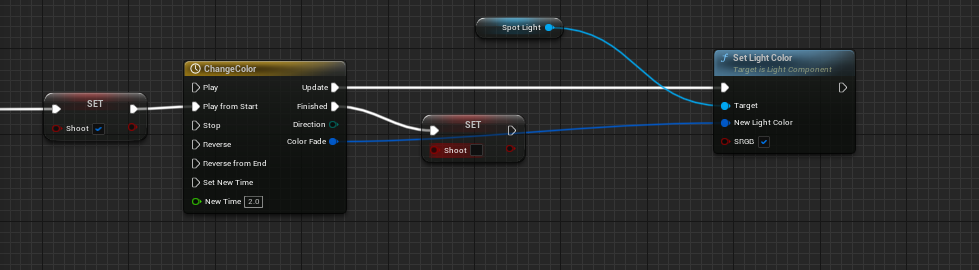 Spot Light
SET
Shoot
ChangeColor
Play
Update
Play from Start
Finished
Stop
Direction
Reverse
Color Fade
Reverse from End
Set New Time
New Time 2.0
SET
Shoot
f Set Light Color
Target is Light Component
Target
New Light Color
SRGB